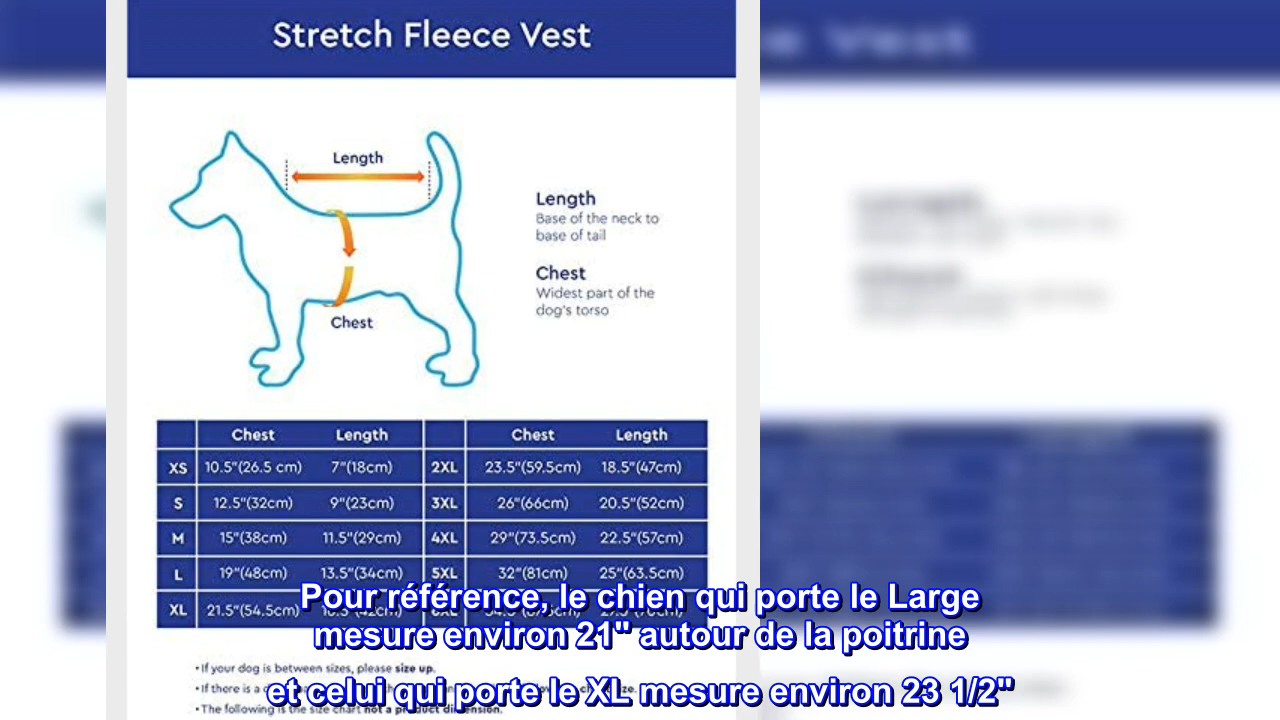 Stretch Fleece Vest
Length
Length
Base of the neck to
base of tail
Chest
Widest part of the
dog's torso
Chest
Chest Length Chest Length
XS 10.5"(26.5 cm) 7"(18cm) 2XL 23.5"(59.5cm) 18.5"(47cm)
S 12.5"(32cm) 9"(23cm) 3XL 26"(66cm) 20.5"(52cm)
M 15"(38cm) 11.5"(29cm) 4XL 29"(73.5cm) 22.5"(57cm)
L 19"(48cm) 13.5"(34cm) 5XL 32"(81cm) 25"(63.5cm)
XL 21.5"(54.5cm)
Pour référence, le chien qui porte le Large
mesure environ 21" autour de la poitrine
• If your dog is between sizes, please size up.
• If there is a
et celui qui porte le XL mesure environ 23 1/2"
• The following is the size chart not a product dimension.